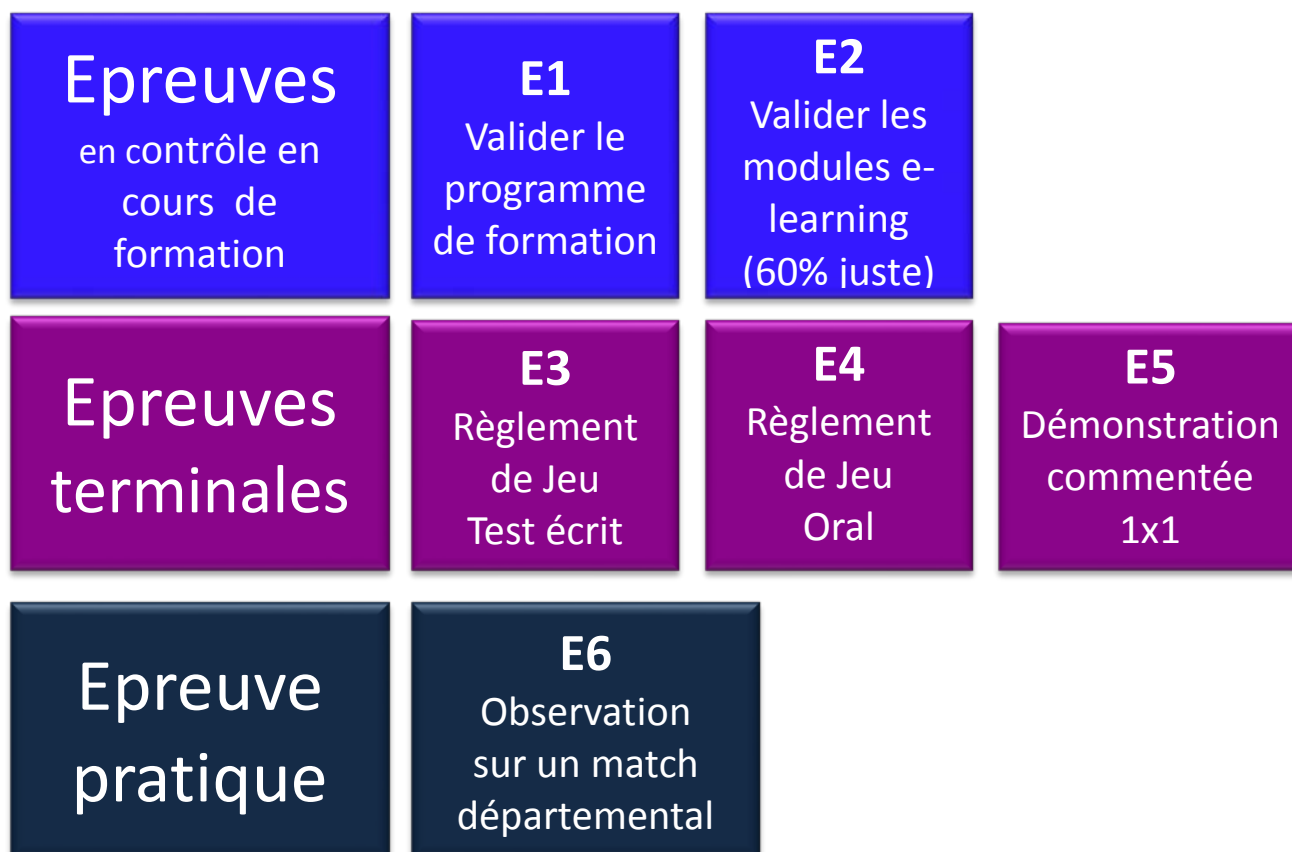 Epreuves
en contrôle en
cours de
formation
E1
Valider le
programme
de formation
E2
Valider les
modules e-
learning
(60% juste)
Epreuves
terminales
E3
Règlement
de Jeu
Test écrit
E4
Règlement
de Jeu
Oral
E5
Démonstration
commentée
1x1
Epreuve
pratique
E6
Observation
sur un match
départemental